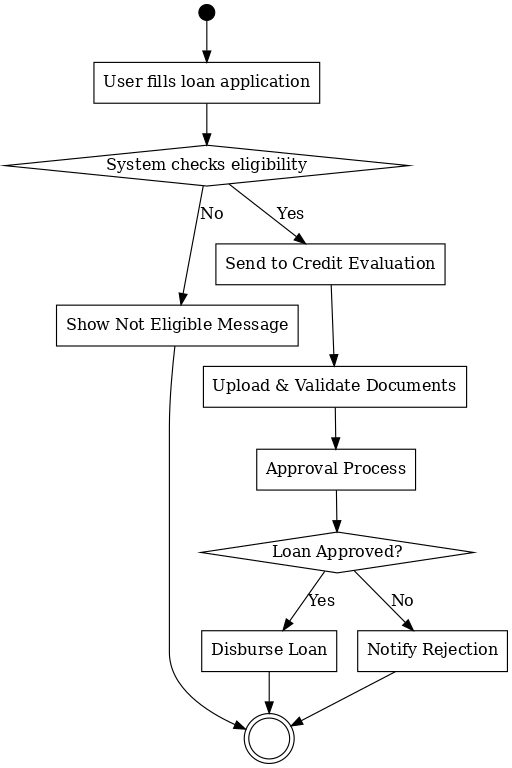 User fills loan application
System checks eligibility
No
Yes
Send to Credit Evaluation
Show Not Eligible Message
Upload & Validate Documents
Approval Process
Loan Approved?
Yes
No
Disburse Loan
Notify Rejection